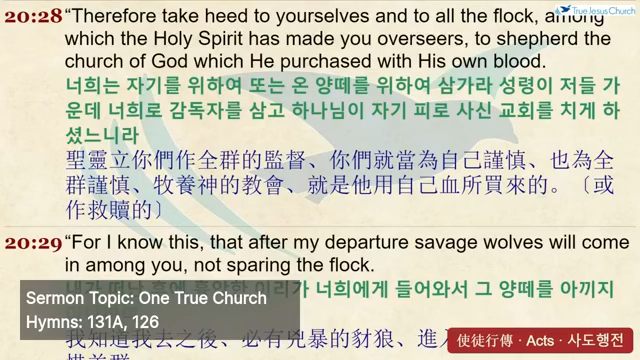 True Jesus Church
20:28 “Therefore take heed to yourselves and to all the flock, among
which the Holy Spirit has made you overseers, to shepherd the
church of God which He purchased with His own blood.
너희는 자기를 위하여 또는 온 양떼를 위하여 삼가라 성령이 저들 가
운데 너희로 감독자를 삼고 하나님이 자기 피로 사신 교회를 치게 하
셨느니라
聖靈立你們作全群的監督、你們就當為自己謹慎、也為全
群謹慎、牧養神的教會、就是他用自己血所買來的。〔或
作救贖的〕
20:29 “For I know this, that after my departure savage wolves will come
in among you, not sparing the flock.
너희에게 들어와서 그 양떼를 아끼지
Sermon Topic: One True Church
Hymns: 131A, 126
我知道我去之後、必有兇暴的豺狼、進入
使徒行傳 · Acts · 사도행전